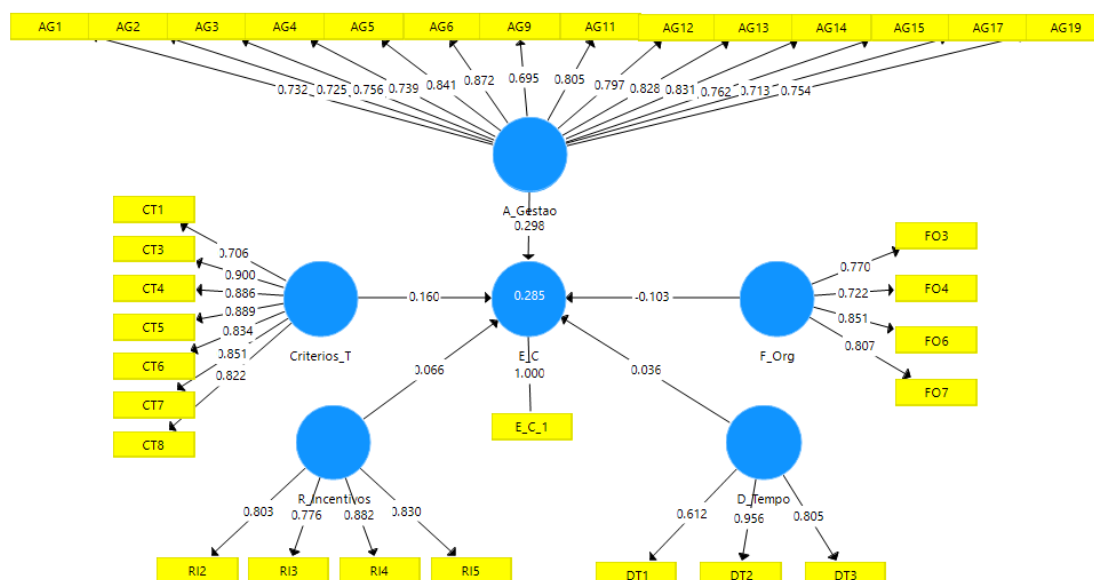 AG1 AG2 AG3 AG4 AG5 AG6 AG9 AG11 AG12 AG13 AG14 AG15 AG17 AG19
0.732 0.725 0.756 0.739 0.841 0.872 0.695 0.805 0.797 0.828 0.831 0.762 0.713 0.754
A_Gestao
0.298
CT1
CT3
CT4
CT5
CT6
CT7
CT8
0.706
0.900
0.886
0.889
0.834
0.851
0.822
Criterios_T
0.160
0.285
E_C
1.000
E_C_1
-0.103
F_Org
0.770
0.722
0.851
0.807
FO3
FO4
FO6
FO7
0.066
R_Incentivos
0.803 0.776 0.882 0.830
RI2 RI3 RI4 RI5
0.036
D_Tempo
0.612 0.956 0.805
DT1 DT2 DT3